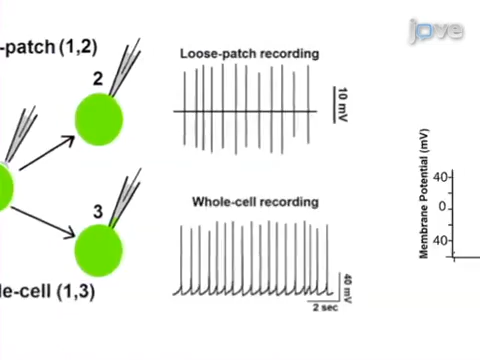 jove
-patch (1,2)
2
Loose-patch recording
10 mV
3
Whole-cell recording
le-cell (1,3)
40 mV
2 sec
Membrane Potential (mV)
40
0
40